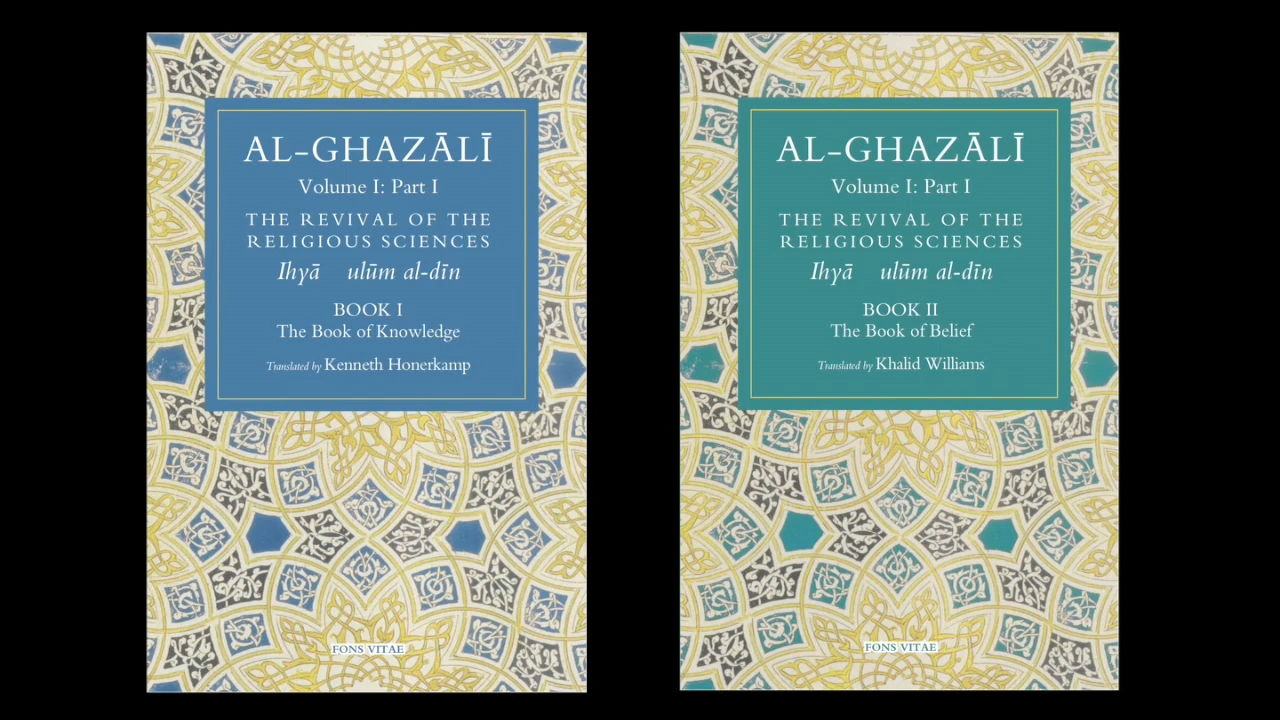 AL-GHAZĀLĪ
Volume I: Part I
THE REVIVAL OF THE
RELIGIOUS SCIENCES
Ihyā ulūm al-dīn
BOOK I
The Book of Knowledge
Translated by Kenneth Honerkamp
FONS VITAE
AL-GHAZĀLĪ
Volume I: Part I
THE REVIVAL OF THE
RELIGIOUS SCIENCES
Ihyā ulūm al-dīn
BOOK II
The Book of Belief
Translated by Khalid Williams
FONS VITAE